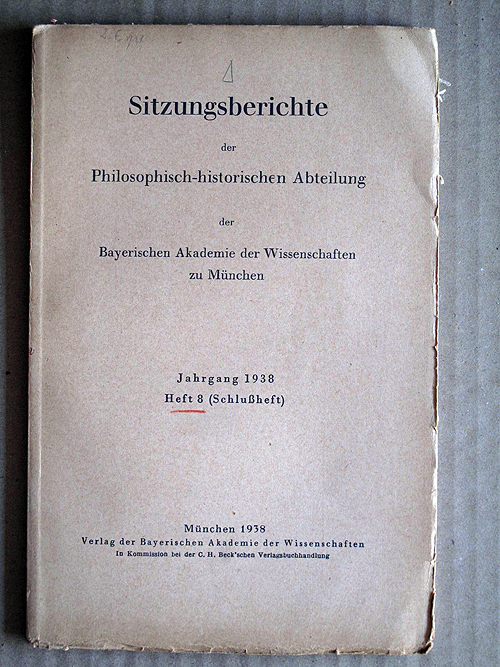 Sitzungsberichte
der
Philosophisch-historischen Abteilung
der
Bayerischen Akademie der Wissenschaften
zu München
Jahrgang 1938
Heft 8 (Schlußheft)
München 1938
Verlag der Bayerischen Akademie der Wissenschaften
In Kommission bei der C. H. Beck'schen Verlagsbuchhandlung